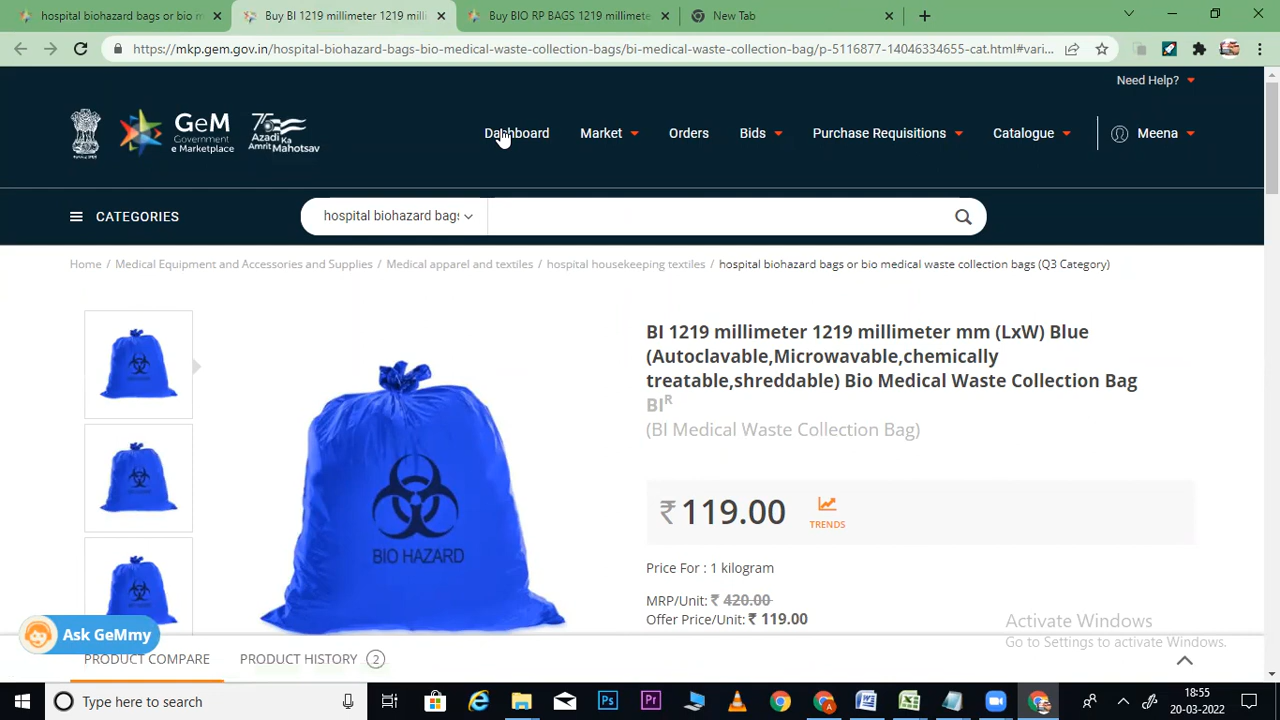 hospital biohazard bags or bio m
Buy BI 1219 millimeter 1219 milli
Buy BIO RP BAGS 1219 millimete
New Tab
https://mkp.gem.gov.in/hospital-biohazard-bags-bio-medical-waste-collection-bags/bi-medical-waste-collection-bag/p-5116877-14046334655-cat.html#vari...
Need Help?
GeM
Government
e Marketplace
75
Azadi Ka
Amrit Mahotsav
Dashboard
Market
Orders
Bids
Purchase Requisitions
Catalogue
Meena
CATEGORIES
hospital biohazard bags
Home / Medical Equipment and Accessories and Supplies / Medical apparel and textiles / hospital housekeeping textiles / hospital biohazard bags or bio medical waste collection bags (Q3 Category)
BI 1219 millimeter 1219 millimeter mm (LxW) Blue
(Autoclavable,Microwavable,chemically
treatable,shreddable) Bio Medical Waste Collection Bag
BI R
(BI Medical Waste Collection Bag)
BIO HAZARD
₹ 119.00
TRENDS
Price For : 1 kilogram
MRP/Unit: ₹ 420.00
Offer Price/Unit: ₹ 119.00
Activate Windows
Go to Settings to activate Windows.
Ask GeMmy
PRODUCT COMPARE
PRODUCT HISTORY 2
Type here to search
18:55
20-03-2022